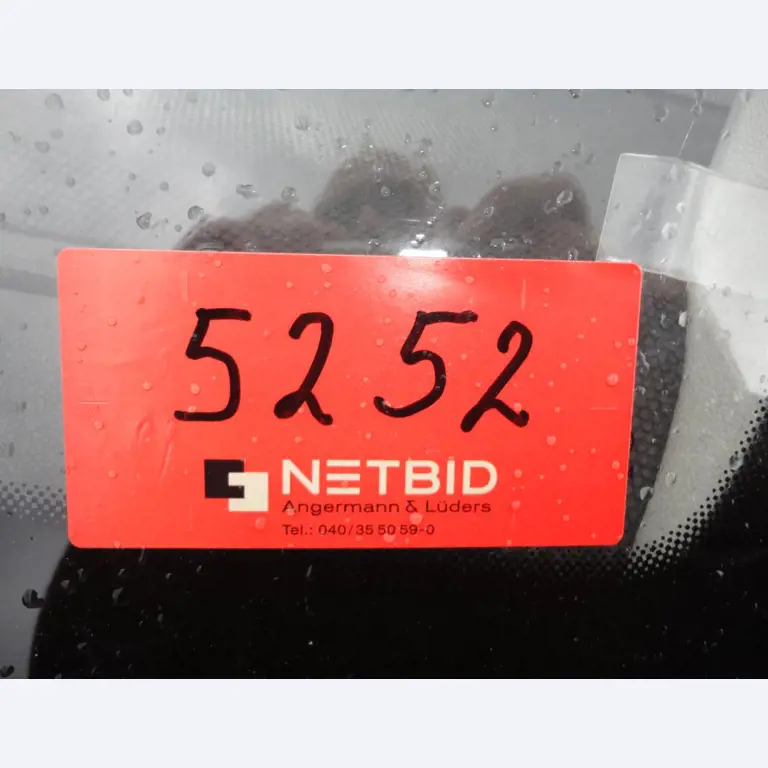 5252
NETBID
Angermann & Lüders
Tel.: 040/35 50 59-0